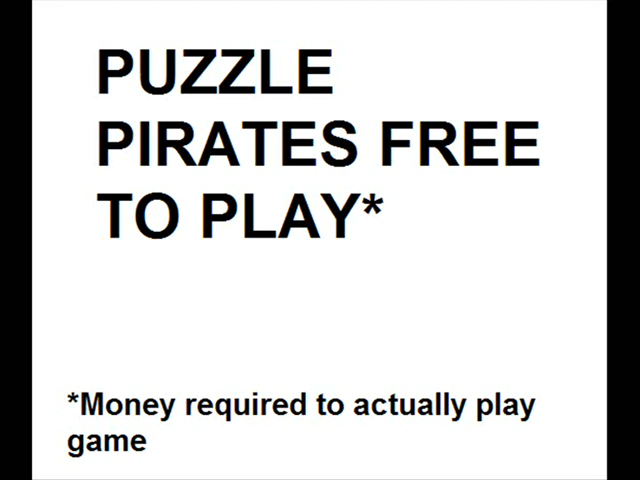 PUZZLE
PIRATES FREE
TO PLAY*
*Money required to actually play
game